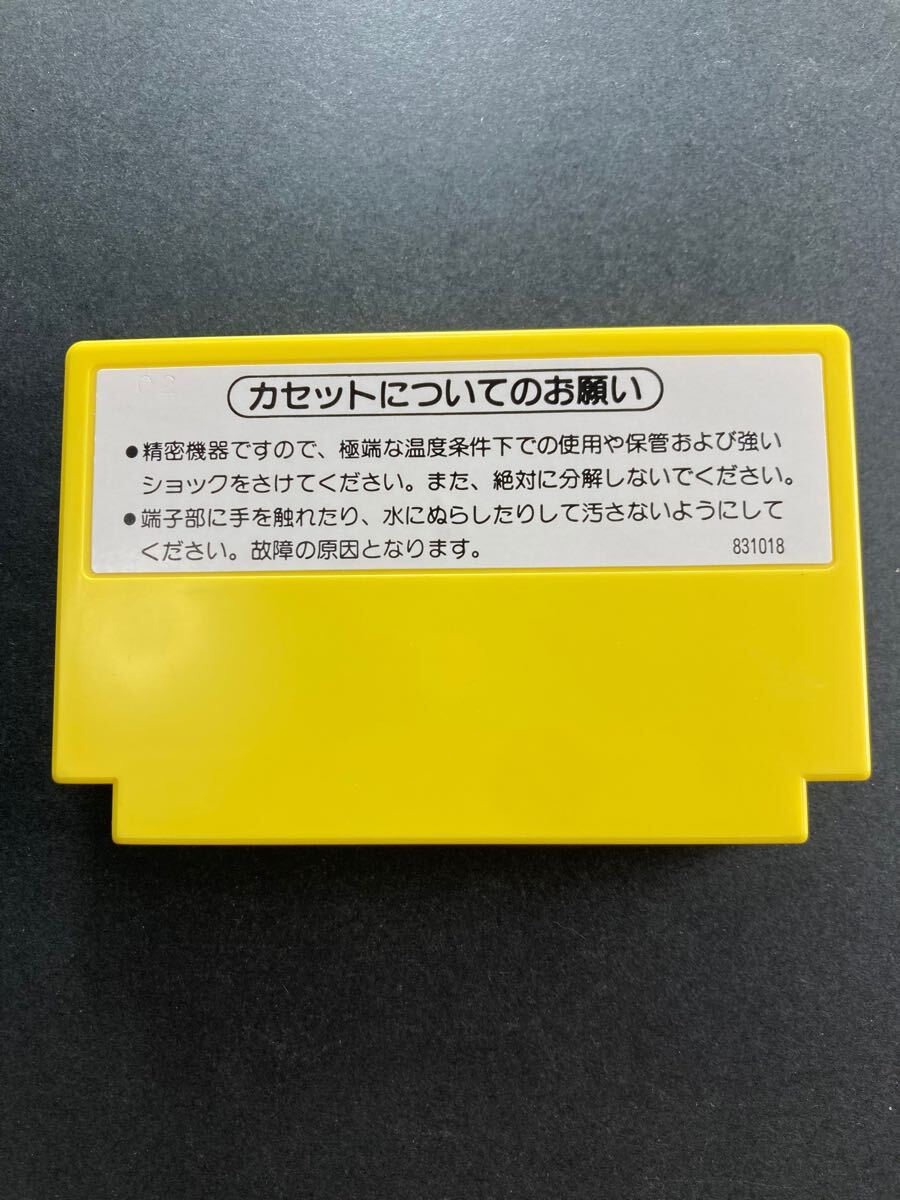 カセットについてのお願い
●精密機器ですので、極端な温度条件下での使用や保管および強い
ショックをさけてください。また、絶対に分解しないでください。
●端子部に手を触れたり、水にぬらしたりして汚さないようにして
ください。故障の原因となります。 831018